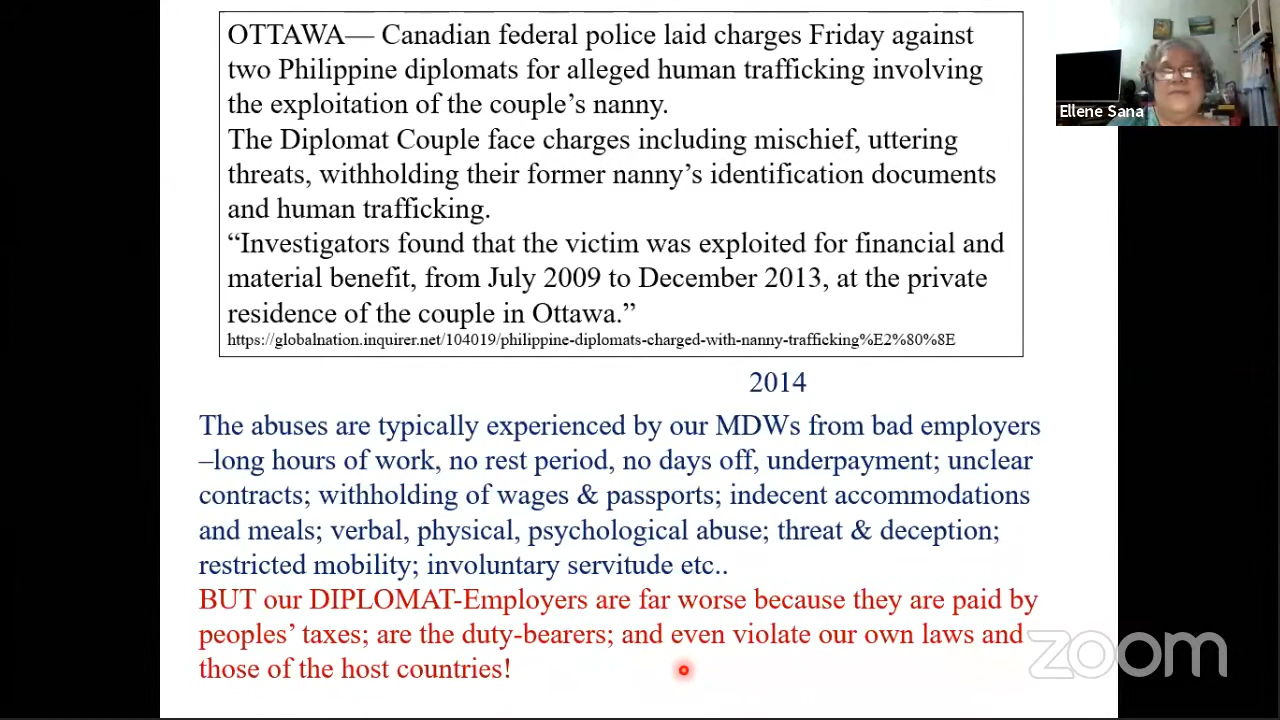 OTTAWA— Canadian federal police laid charges Friday against
two Philippine diplomats for alleged human trafficking involving
the exploitation of the couple’s nanny.
The Diplomat Couple face charges including mischief, uttering
threats, withholding their former nanny’s identification documents
and human trafficking.
“Investigators found that the victim was exploited for financial and
material benefit, from July 2009 to December 2013, at the private
residence of the couple in Ottawa.”
https://globalnation.inquirer.net/104019/philippine-diplomats-charged-with-nanny-trafficking%E2%80%8E
2014
The abuses are typically experienced by our MDWs from bad employers
–long hours of work, no rest period, no days off, underpayment; unclear
contracts; withholding of wages & passports; indecent accommodations
and meals; verbal, physical, psychological abuse; threat & deception;
restricted mobility; involuntary servitude etc..
BUT our DIPLOMAT-Employers are far worse because they are paid by
peoples’ taxes; are the duty-bearers; and even violate our own laws and
those of the host countries!
Ellene Sana
zoom